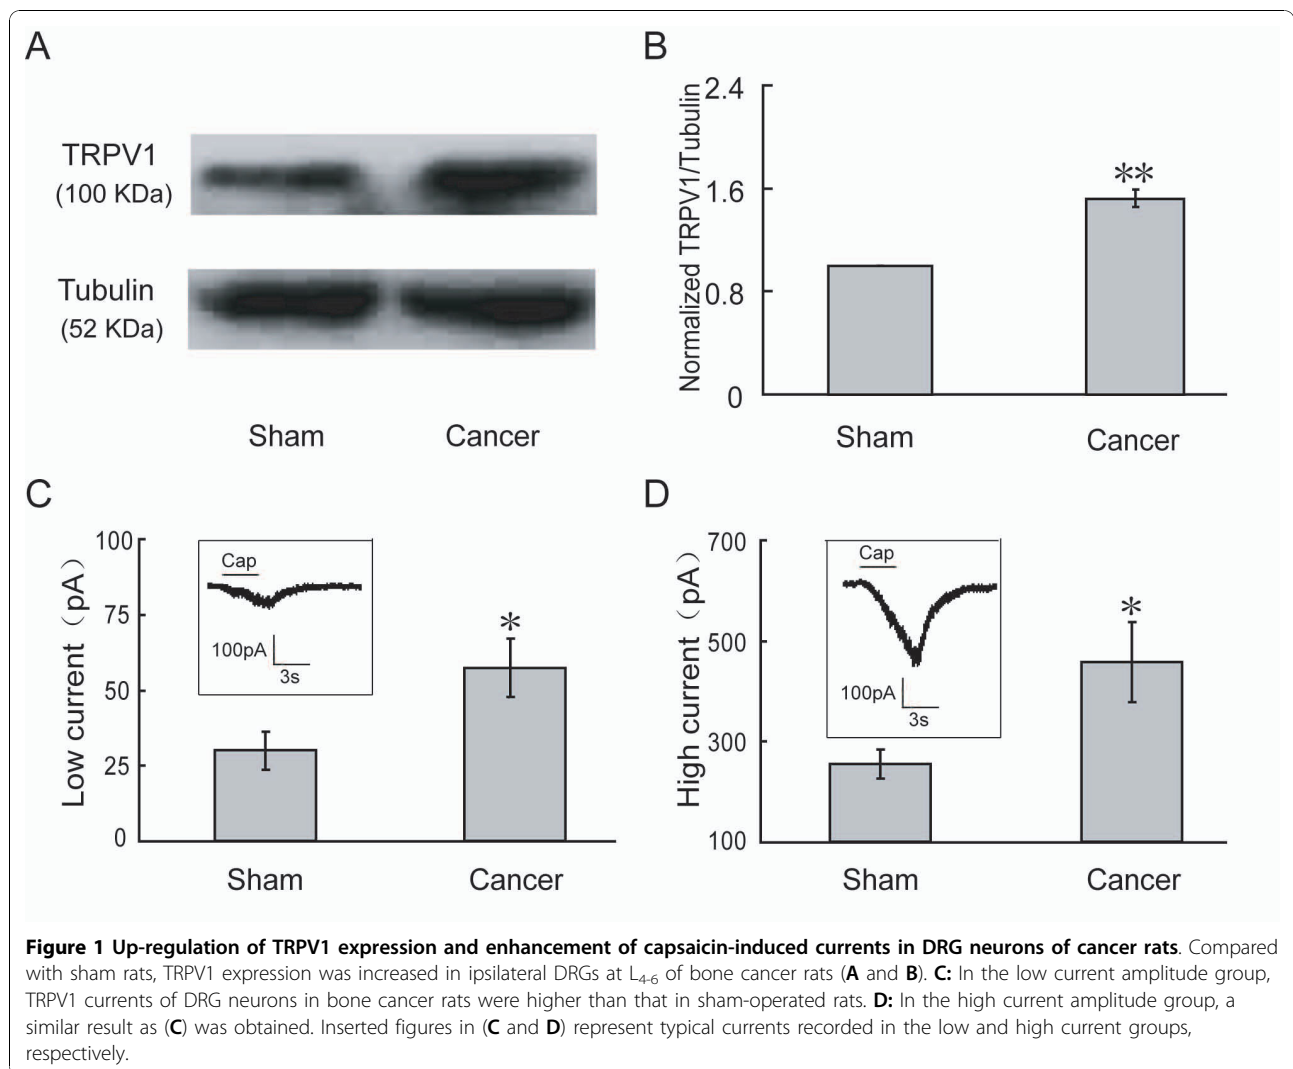 A
TRPV1
(100 KDa)
Tubulin
(52 KDa)
Sham Cancer
B
Normalized TRPV1/Tubulin
2.4
1.6
0.8
0
**
Sham
Cancer
C
Low current (pA)
100
75
50
25
0
Cap
100pA
3s
*
Sham Cancer
D
High current (pA)
700
500
300
100
Cap
100pA
3s
*
Sham Cancer
Figure 1 Up-regulation of TRPV1 expression and enhancement of capsaicin-induced currents in DRG neurons of cancer rats. Compared
with sham rats, TRPV1 expression was increased in ipsilateral DRGs at L4-6 of bone cancer rats (A and B). C: In the low current amplitude group,
TRPV1 currents of DRG neurons in bone cancer rats were higher than that in sham-operated rats. D: In the high current amplitude group, a
similar result as (C) was obtained. Inserted figures in (C and D) represent typical currents recorded in the low and high current groups,
respectively.